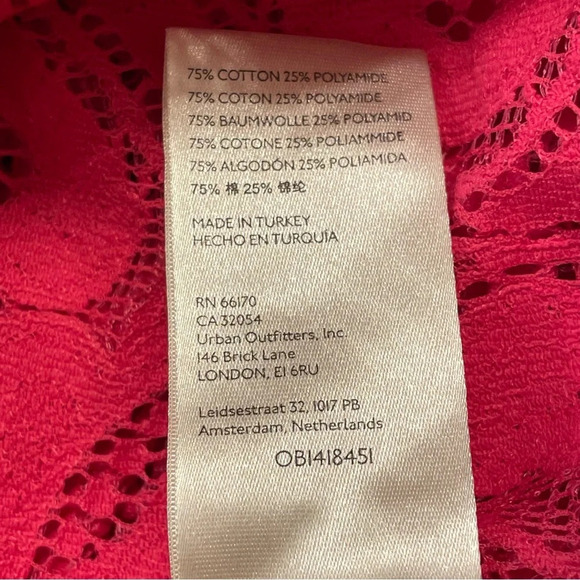 75% COTTON 25% POLYAMIDE
75% COTON 25% POLYAMIDE
75% BAUMWOLLE 25% POLYAMID
75% COTONE 25% POLIAMMIDE
75% ALGODÓN 25% POLIAMIDA
75% 棉 25% 锦纶
MADE IN TURKEY
HECHO EN TURQUÍA
RN 66170
CA 32054
Urban Outfitters, Inc.
146 Brick Lane
LONDON, E1 6RU
Leidsestraat 32, 1017 PB
Amsterdam, Netherlands
OB1418451